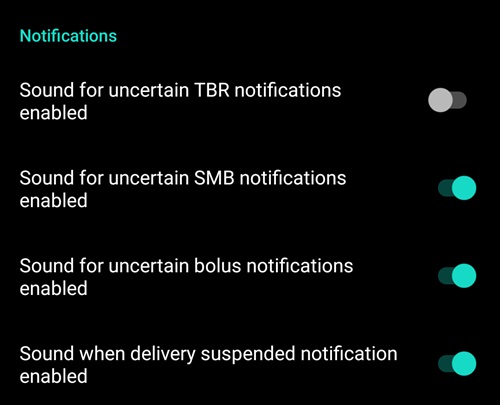 Notifications
Sound for uncertain TBR notifications
enabled
Sound for uncertain SMB notifications
enabled
Sound for uncertain bolus notifications
enabled
Sound when delivery suspended notification
enabled